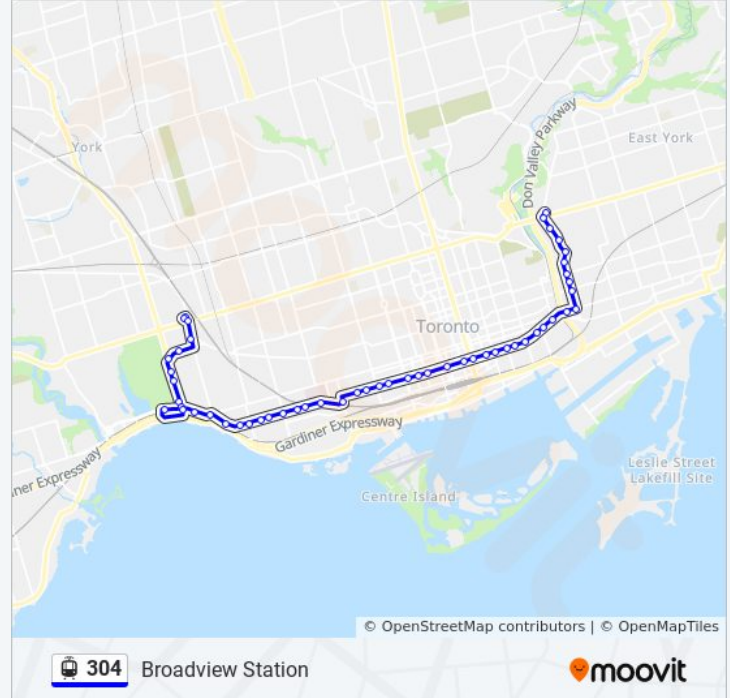 Don Valley Parkway
East York
York
Toronto
Gardiner Expressway
ner Expressway
Leslie Street
Lakefill Site
Centre Island
© OpenStreetMap contributors | © OpenMapTiles
304 Broadview Station
moovit